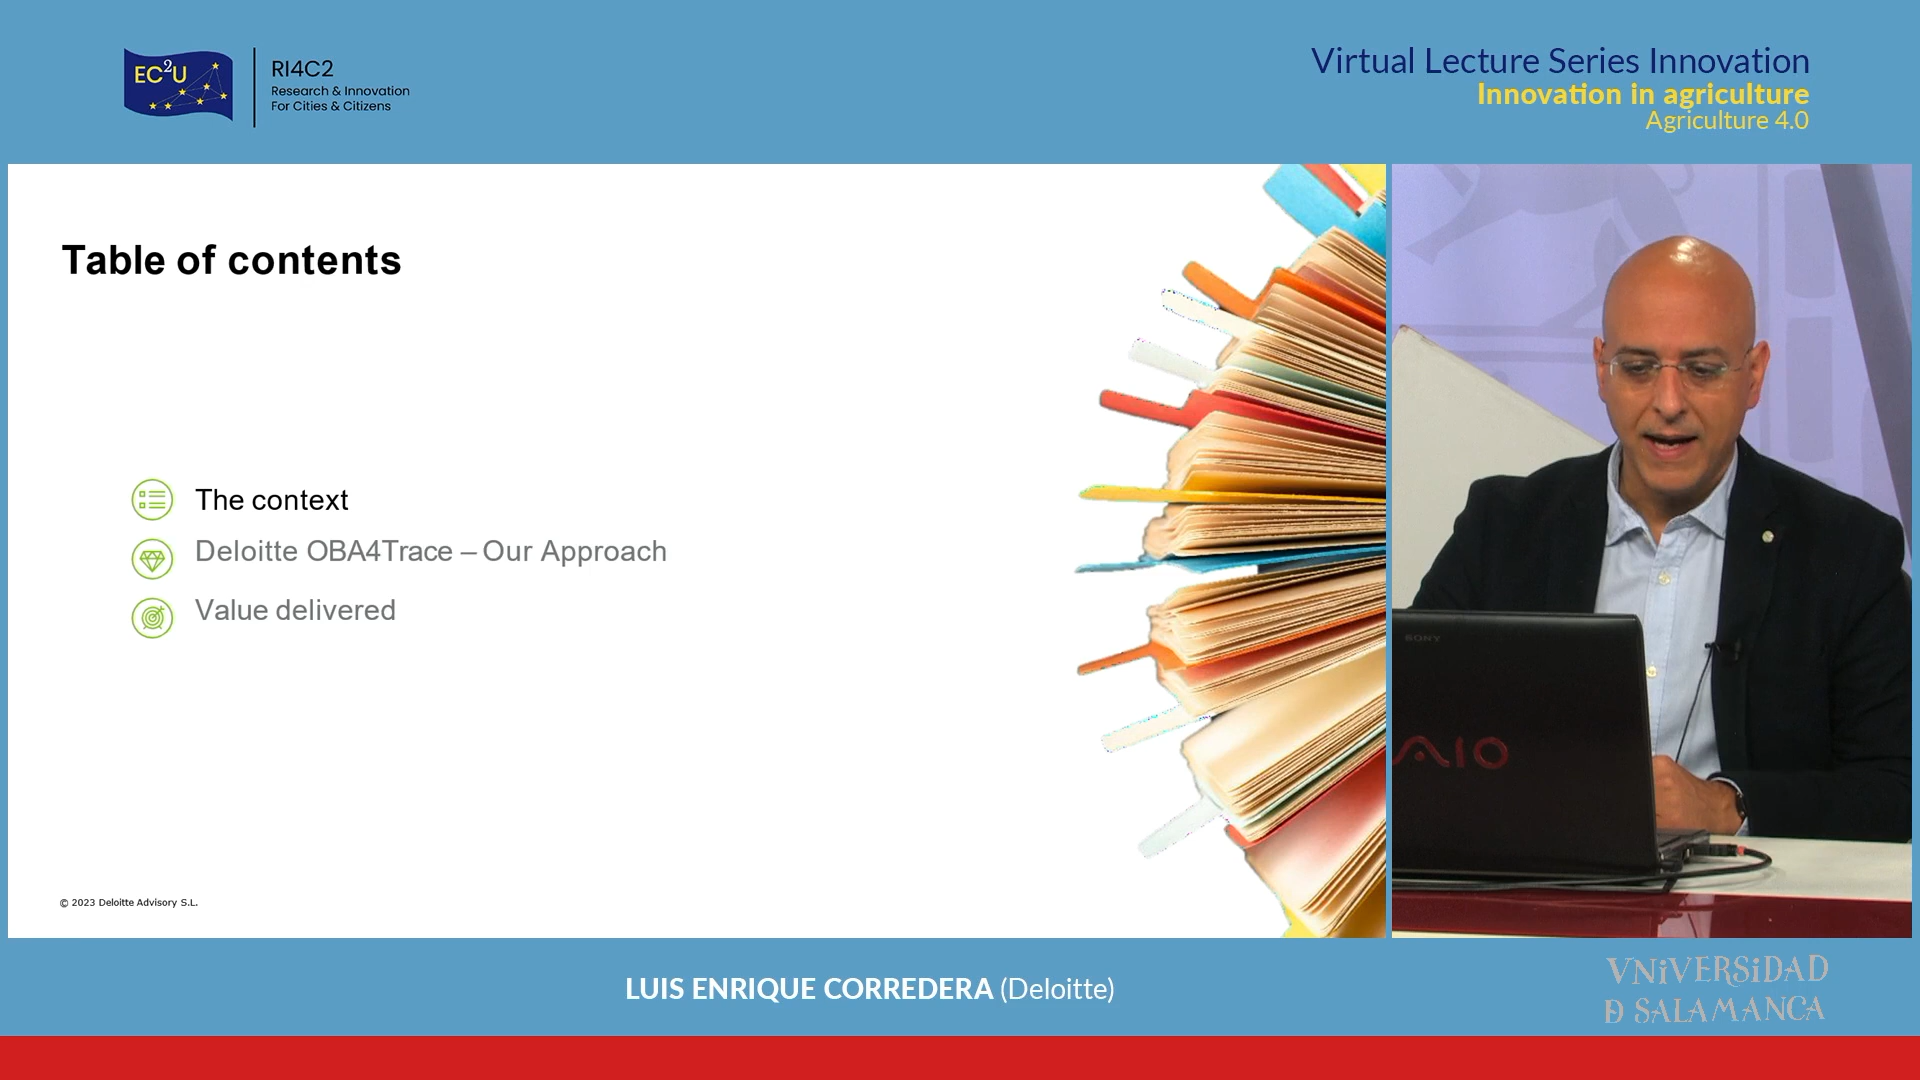 EC²U
RI4C2
Research & Innovation
For Cities & Citizens
Virtual Lecture Series Innovation
Innovation in agriculture
Agriculture 4.0
Table of contents
The context
Deloitte OBA4Trace – Our Approach
Value delivered
© 2023 Deloitte Advisory S.L.
SONY
VAIO
LUIS ENRIQUE CORREDERA (Deloitte)
VNiVERSiDAD
Ð SALAMANCA